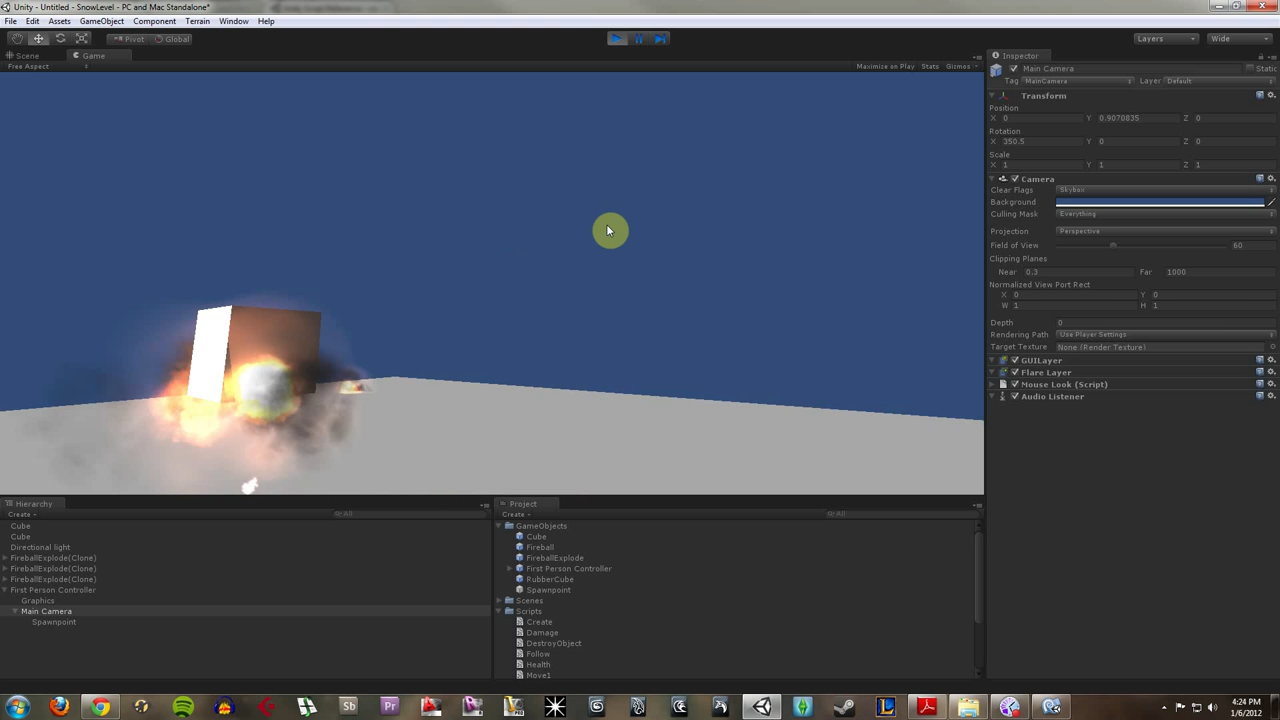 Unity - Untitled - SnowLevel - PC and Mac Standalone*
File Edit Assets GameObject Component Terrain Window Help
Pivot Global Layers Wide
Scene Game
Free Aspect Maximize on Play Stats Gizmos
Inspector
Main Camera Static
Tag MainCamera Layer Default
Transform
Position
X 0 Y 0.9070835 Z 0
Rotation
X 350.5 Y 0 Z 0
Scale
X 1 Y 1 Z 1
Camera
Clear Flags Skybox
Background
Culling Mask Everything
Projection Perspective
Field of View 60
Clipping Planes
Near 0.3 Far 1000
Normalized View Port Rect
X 0 Y 0
W 1 H 1
Depth 0
Rendering Path Use Player Settings
Target Texture None (Render Texture)
GUILayer
Flare Layer
Mouse Look (Script)
Audio Listener
Hierarchy
Create All
Cube
Cube
Directional light
FireballExplode(Clone)
FireballExplode(Clone)
FireballExplode(Clone)
First Person Controller
Graphics
Main Camera
Spawnpoint
Project
Create All
GameObjects
Cube
Fireball
FireballExplode
First Person Controller
RubberCube
Spawnpoint
Scenes
Scripts
Create
Damage
DestroyObject
Follow
Health
Move1
Sb Pr
4:24 PM
1/6/2012